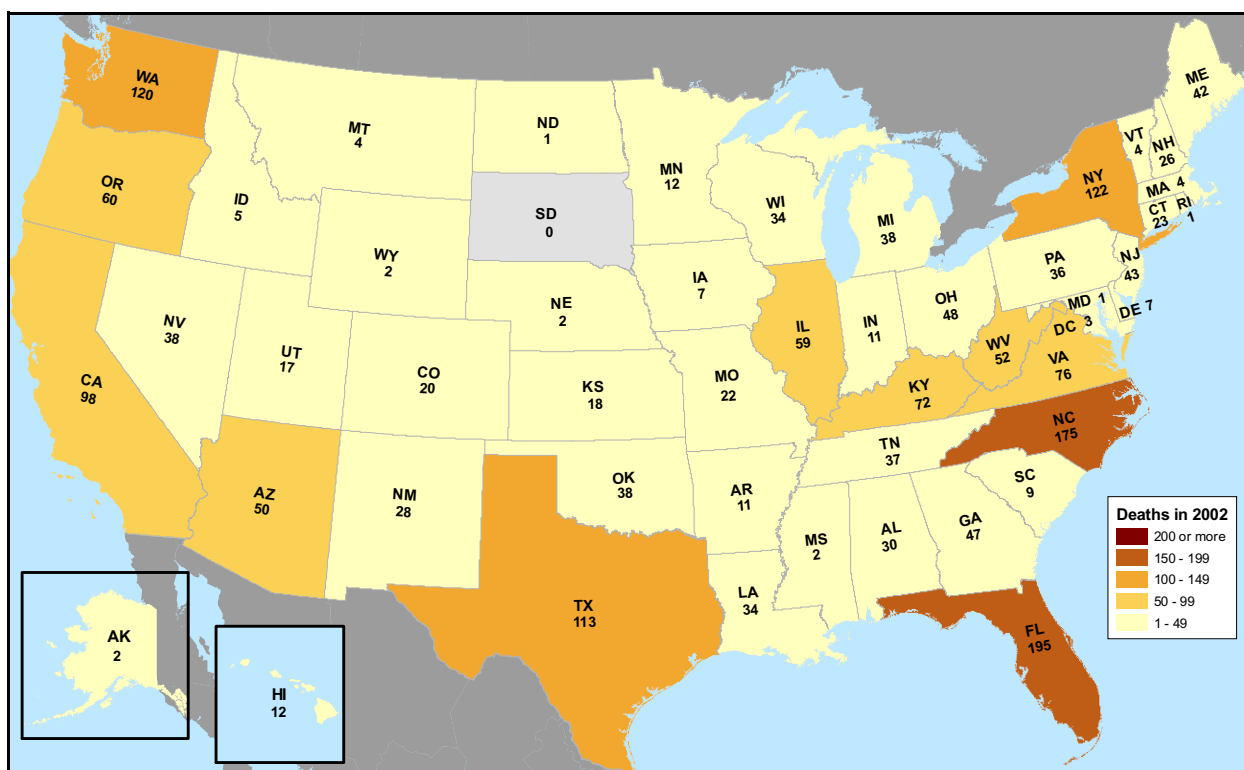 WA
120
OR
60
CA
98
NV
38
ID
5
MT
4
WY
2
UT
17
AZ
50
CO
20
NM
28
ND
1
SD
0
NE
2
KS
18
OK
38
TX
113
MN
12
IA
7
MO
22
AR
11
LA
34
WI
34
IL
59
MI
38
IN
11
OH
48
KY
72
TN
37
MS
2
AL
30
GA
47
FL
195
SC
9
NC
175
VA
76
WV
52
DC
3
MD 1
DE 7
PA
36
NJ
43
NY
122
CT
23
RI
1
MA 4
VT
4
NH
26
ME
42
AK
2
HI
12
Deaths in 2002
200 or more
150 - 199
100 - 149
50 - 99
1 - 49